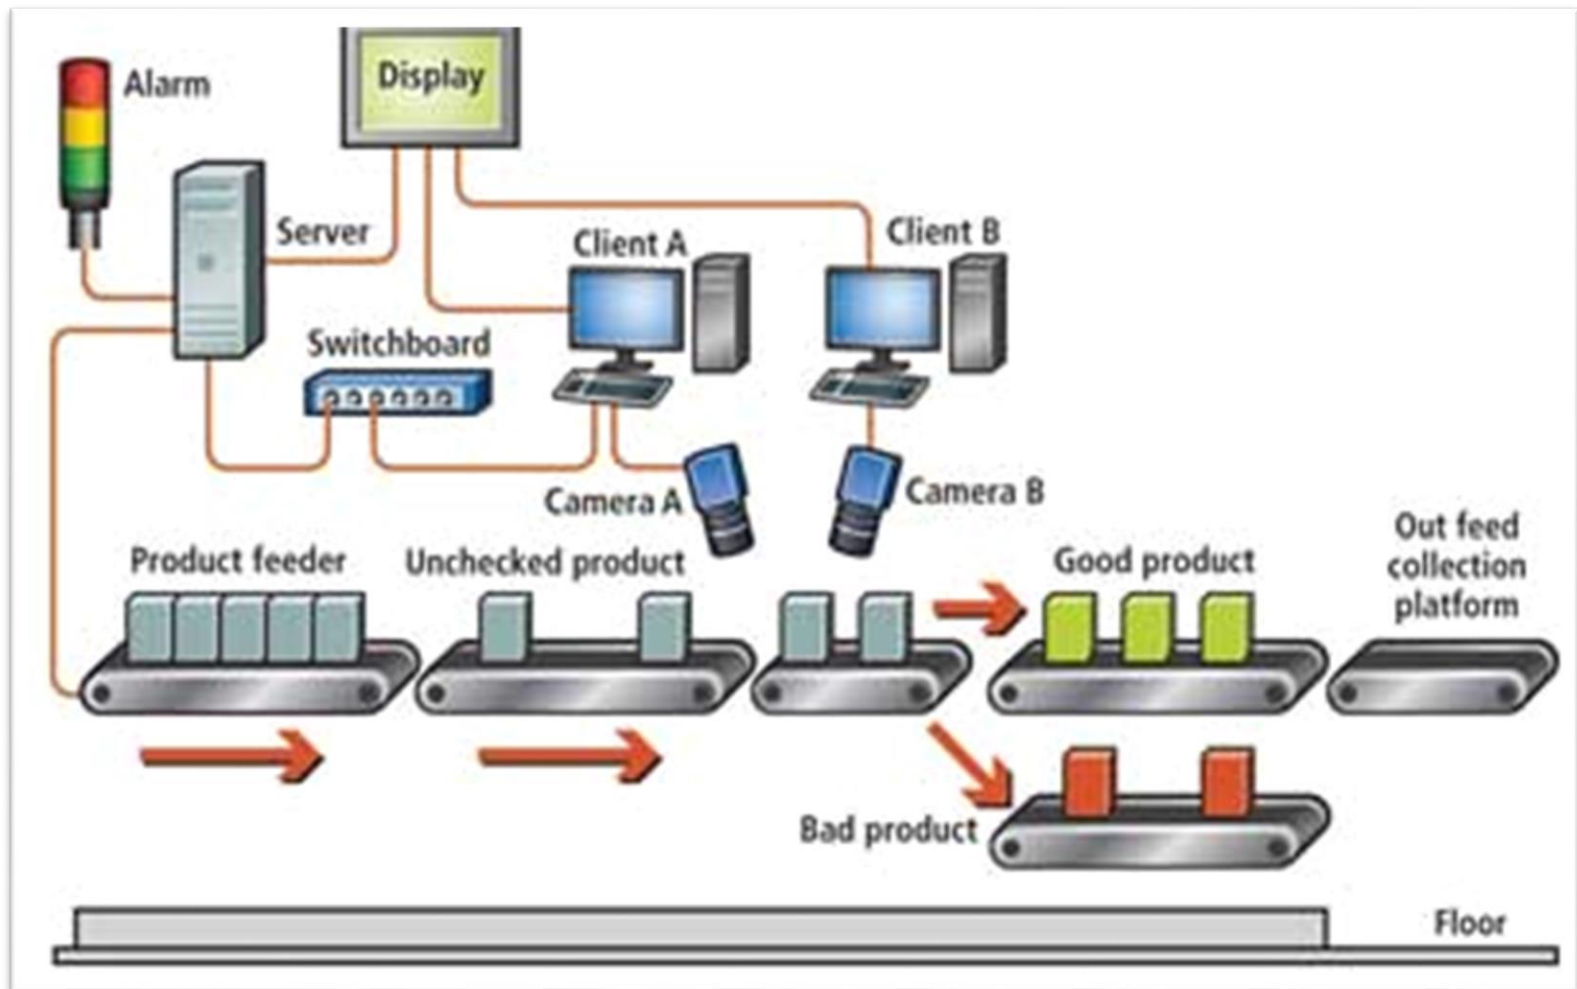 Alarm
Display
Server
Client A
Client B
Switchboard
Camera A
Camera B
Product feeder
Unchecked product
Good product
Out feed
collection
platform
Bad product
Floor